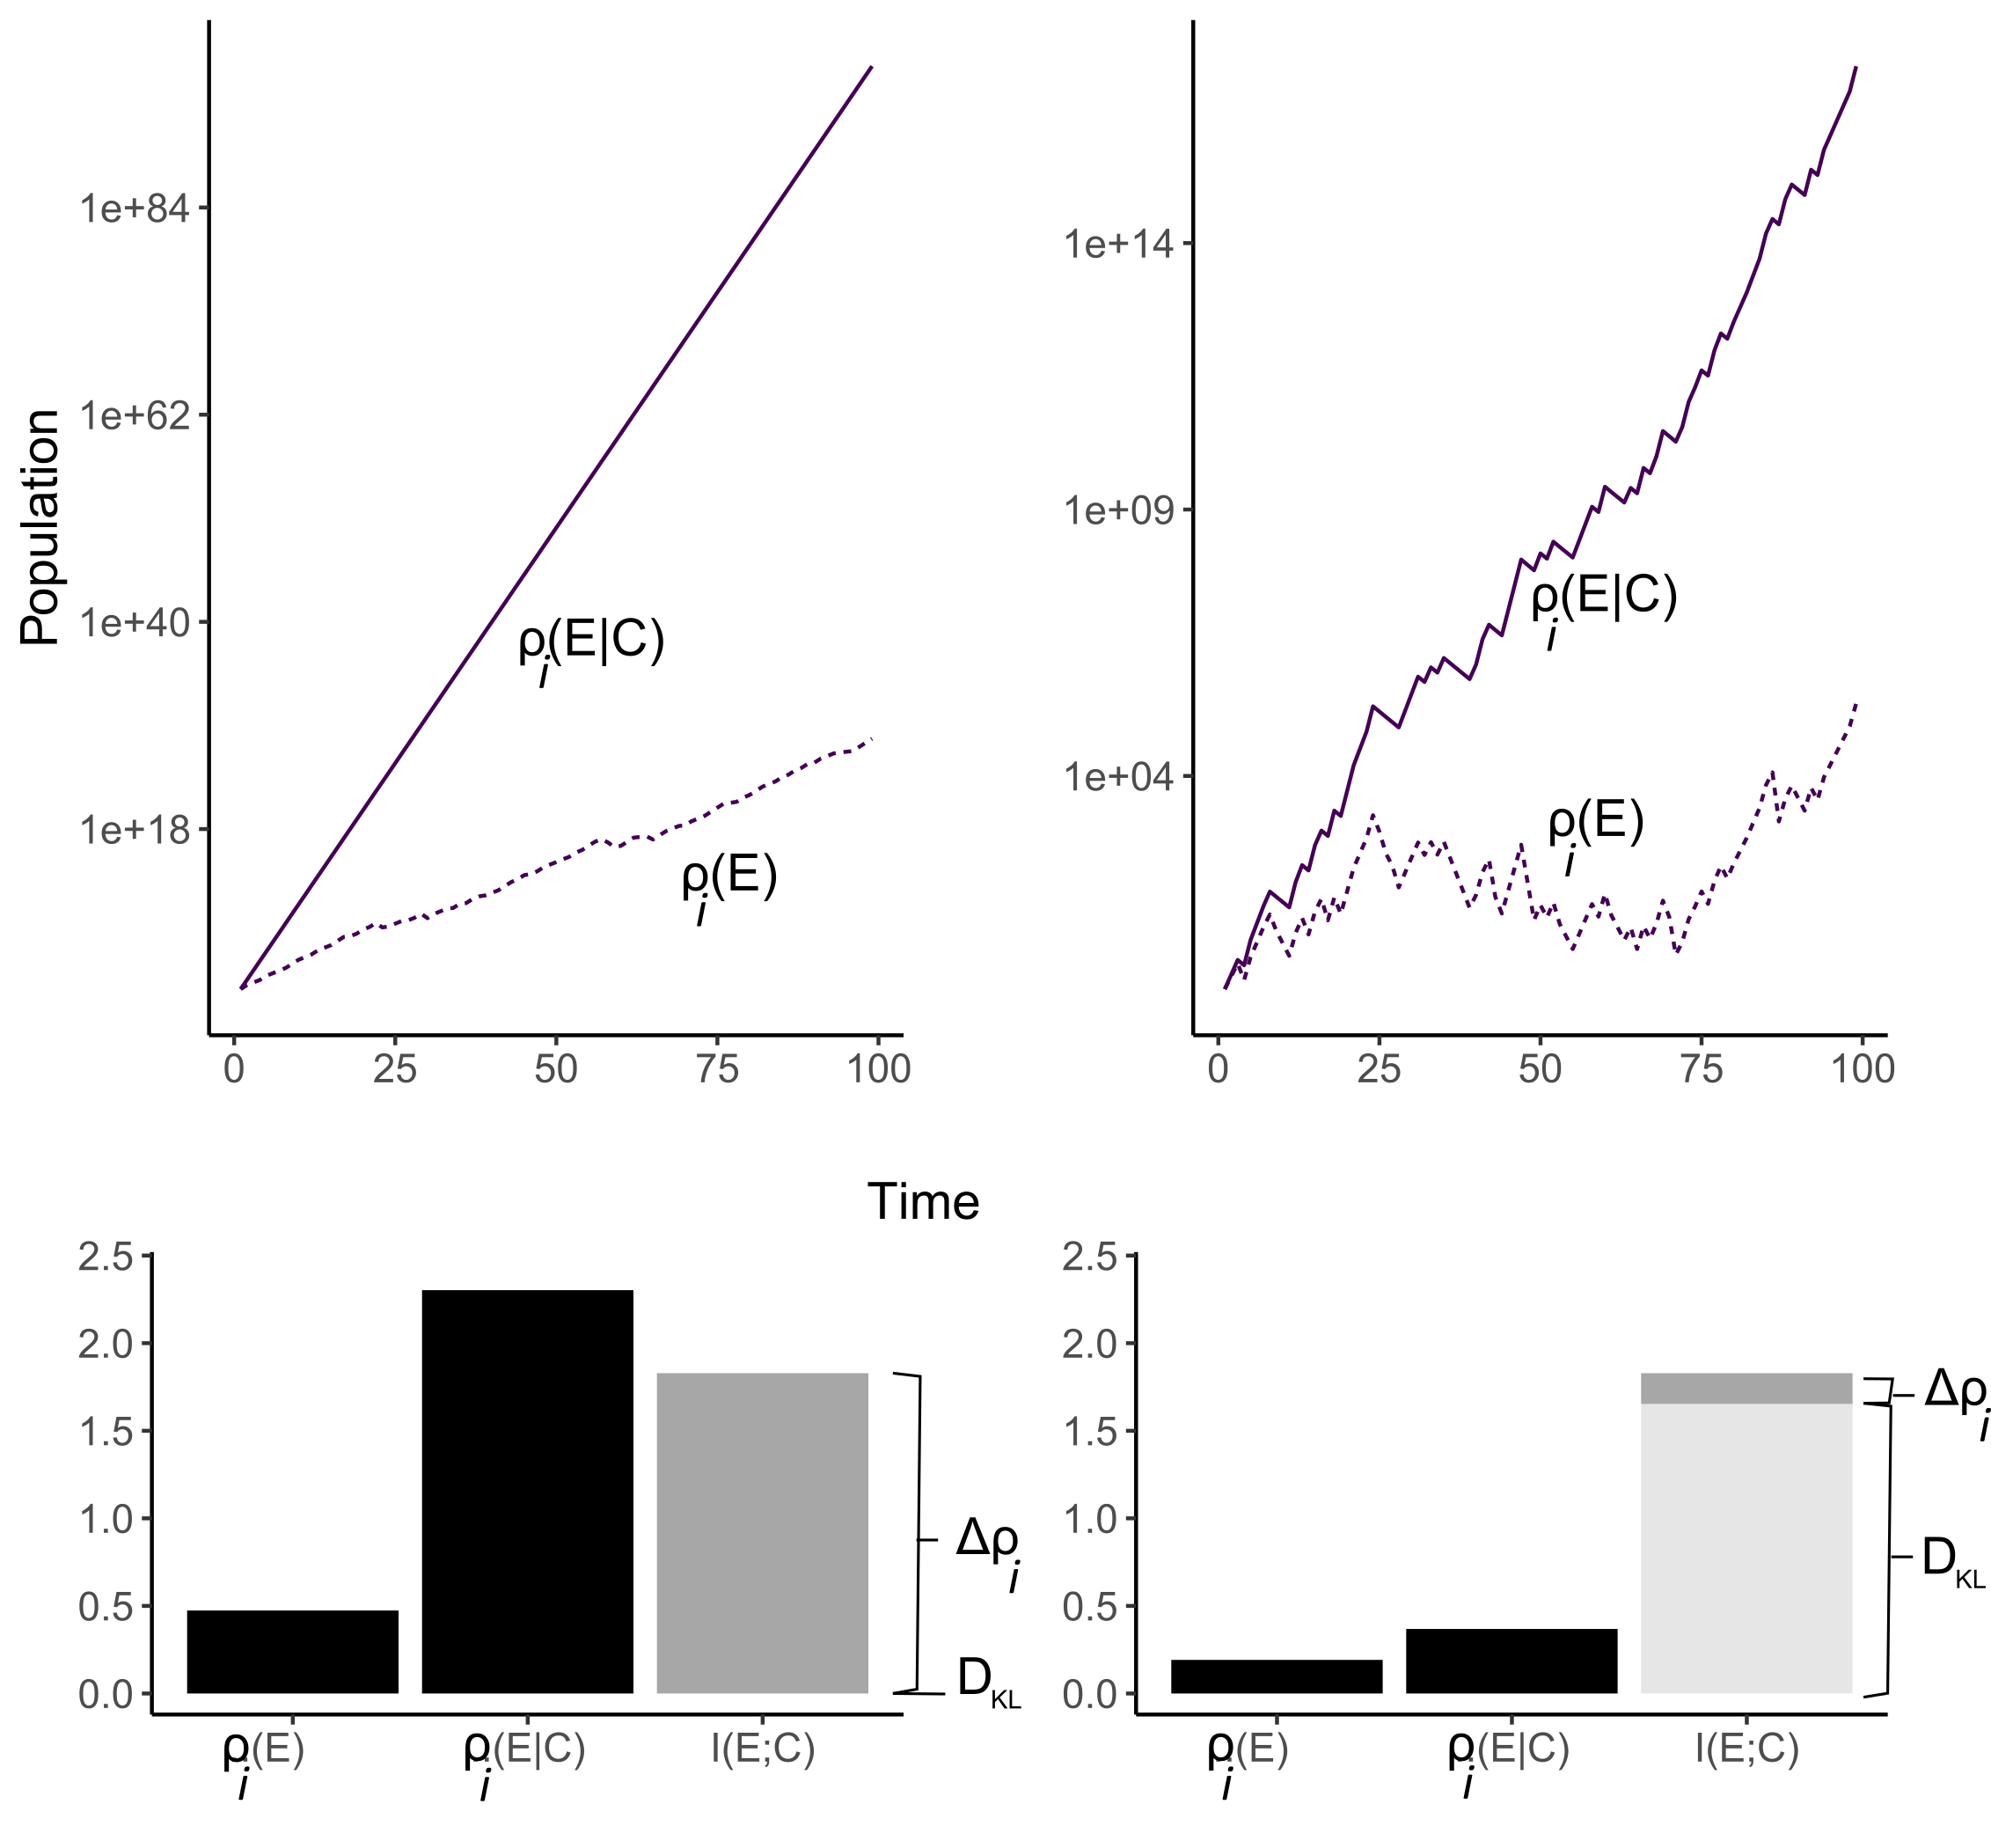 Population
1e+84
1e+62
1e+40
1e+18
ρi(E|C)
ρi(E)
0 25 50 75 100
1e+14
1e+09
1e+04
ρi(E|C)
ρi(E)
0 25 50 75 100
Time
2.5
2.0
1.5
1.0
0.5
0.0
Δρi
DKL
ρi(E) ρi(E|C) I(E;C)
2.5
2.0
1.5
1.0
0.5
0.0
Δρi
DKL
ρi(E) ρi(E|C) I(E;C)